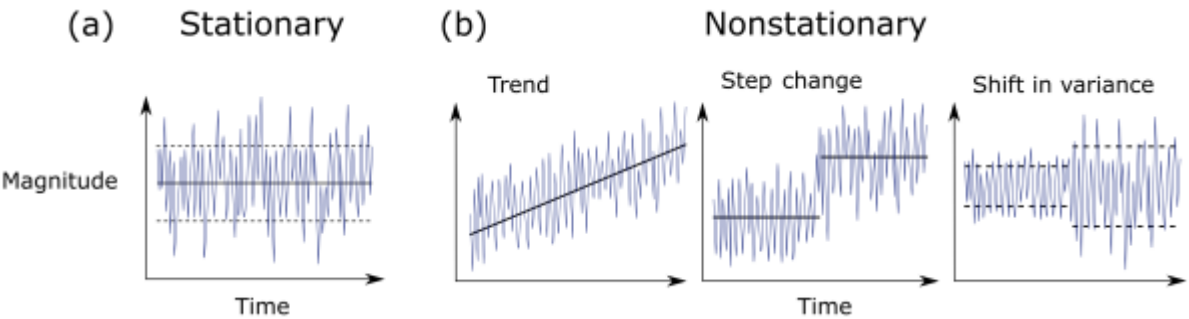 (a) Stationary
(b) Nonstationary
Trend
Step change
Shift in variance
Magnitude
Time
Time